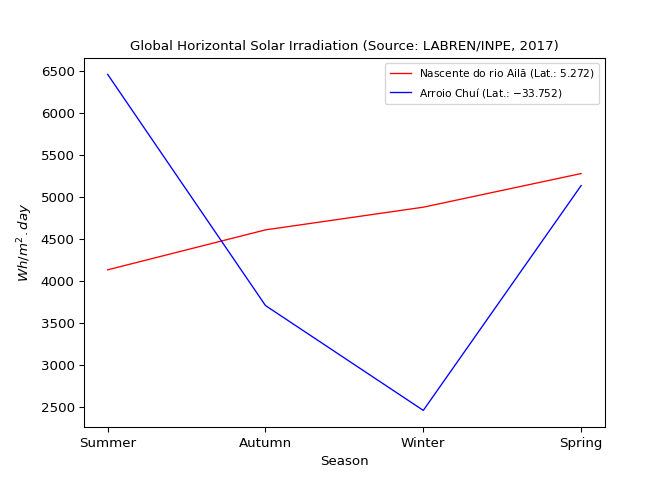 Global Horizontal Solar Irradiation (Source: LABREN/INPE, 2017)
Nascente do rio Ailã (Lat.: 5.272)
Arroio Chuí (Lat.: −33.752)
6500
6000
5500
5000
4500
4000
3500
3000
2500
Wh/m². day
Summer Autumn Winter Spring
Season